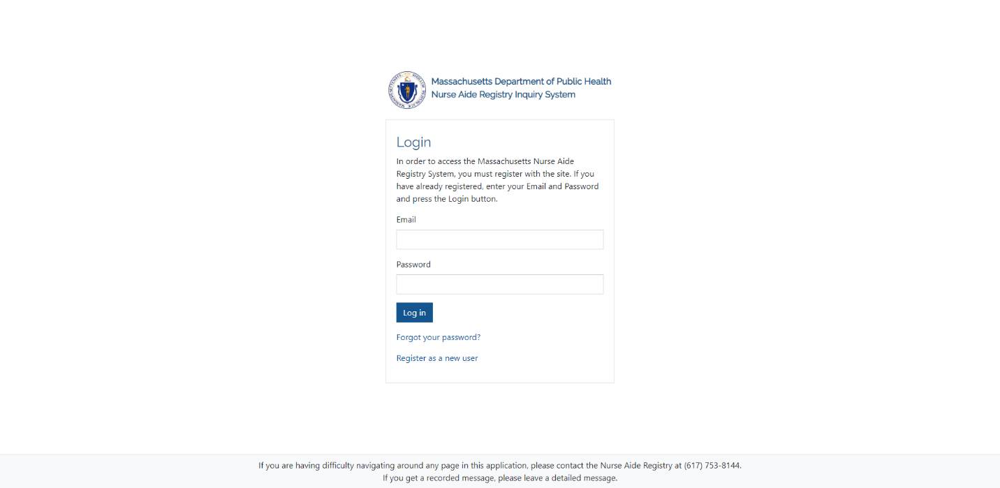 Massachusetts Department of Public Health
Nurse Aide Registry Inquiry System
Login
In order to access the Massachusetts Nurse Aide
Registry System, you must register with the site. If you
have already registered, enter your Email and Password
and press the Login button.
Email
Password
Log in
Forgot your password?
Register as a new user
If you are having difficulty navigating around any page in this application, please contact the Nurse Aide Registry at (617) 753-8144.
If you get a recorded message, please leave a detailed message.